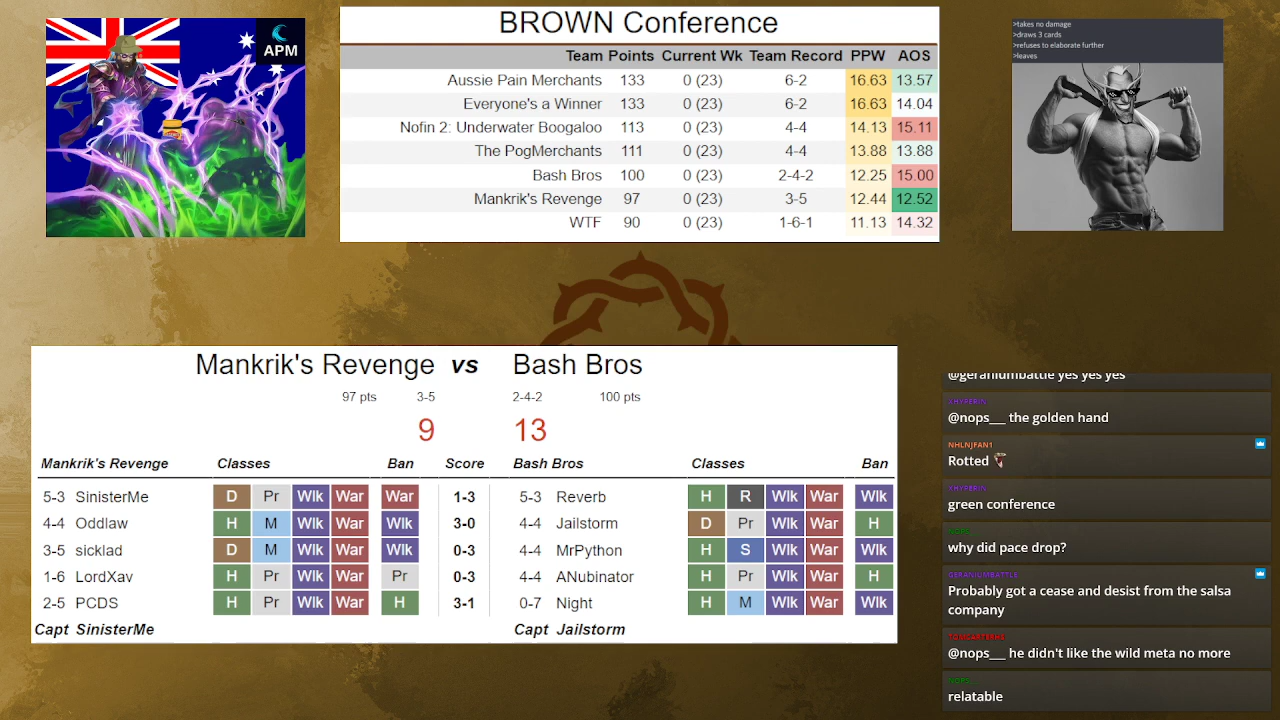 APM
BROWN Conference
Team Points Current Wk Team Record PPW AOS
Aussie Pain Merchants 133 0 (23) 6-2 16.63 13.57
Everyone's a Winner 133 0 (23) 6-2 16.63 14.04
Nofin 2: Underwater Boogaloo 113 0 (23) 4-4 14.13 15.11
The PogMerchants 111 0 (23) 4-4 13.88 13.88
Bash Bros 100 0 (23) 2-4-2 12.25 15.00
Mankrik's Revenge 97 0 (23) 3-5 12.44 12.52
WTF 90 0 (23) 1-6-1 11.13 14.32
>takes no damage
>draws 3 cards
>refuses to elaborate further
>leaves
Mankrik's Revenge vs Bash Bros
97 pts 3-5 2-4-2 100 pts
9 13
Mankrik's Revenge Classes Ban Score Bash Bros Classes Ban
5-3 SinisterMe D Pr Wlk War War 1-3 5-3 Reverb H R Wlk War Wlk
4-4 Oddlaw H M Wlk War Wlk 3-0 4-4 Jailstorm D Pr Wlk War H
3-5 sicklad D M Wlk War Wlk 0-3 4-4 MrPython H S Wlk War Wlk
1-6 LordXav H Pr Wlk War Pr 0-3 4-4 ANubinator H Pr Wlk War H
2-5 PCDS H Pr Wlk War H 3-1 0-7 Night H M Wlk War Wlk
Capt SinisterMe Capt Jailstorm
@geraniumbattle yes yes yes
XHYPERIN
@nops___ the golden hand
NHLNJFAN1
Rotted
XHYPERIN
green conference
why did pace drop?
GERANIUMBATTLE
Probably got a cease and desist from the salsa
company
@nops___ he didn't like the wild meta no more
relatable